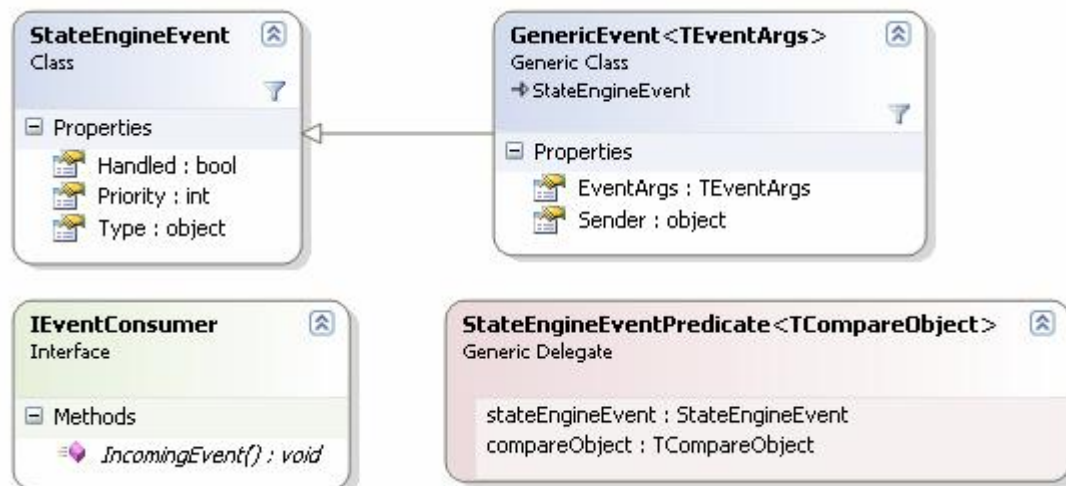 StateEngineEvent
Class
Properties
Handled : bool
Priority : int
Type : object
GenericEvent<TEventArgs>
Generic Class
StateEngineEvent
Properties
EventArgs : TEventArgs
Sender : object
IEventConsumer
Interface
Methods
IncomingEvent() : void
StateEngineEventPredicate<TCompareObject>
Generic Delegate
stateEngineEvent : StateEngineEvent
compareObject : TCompareObject